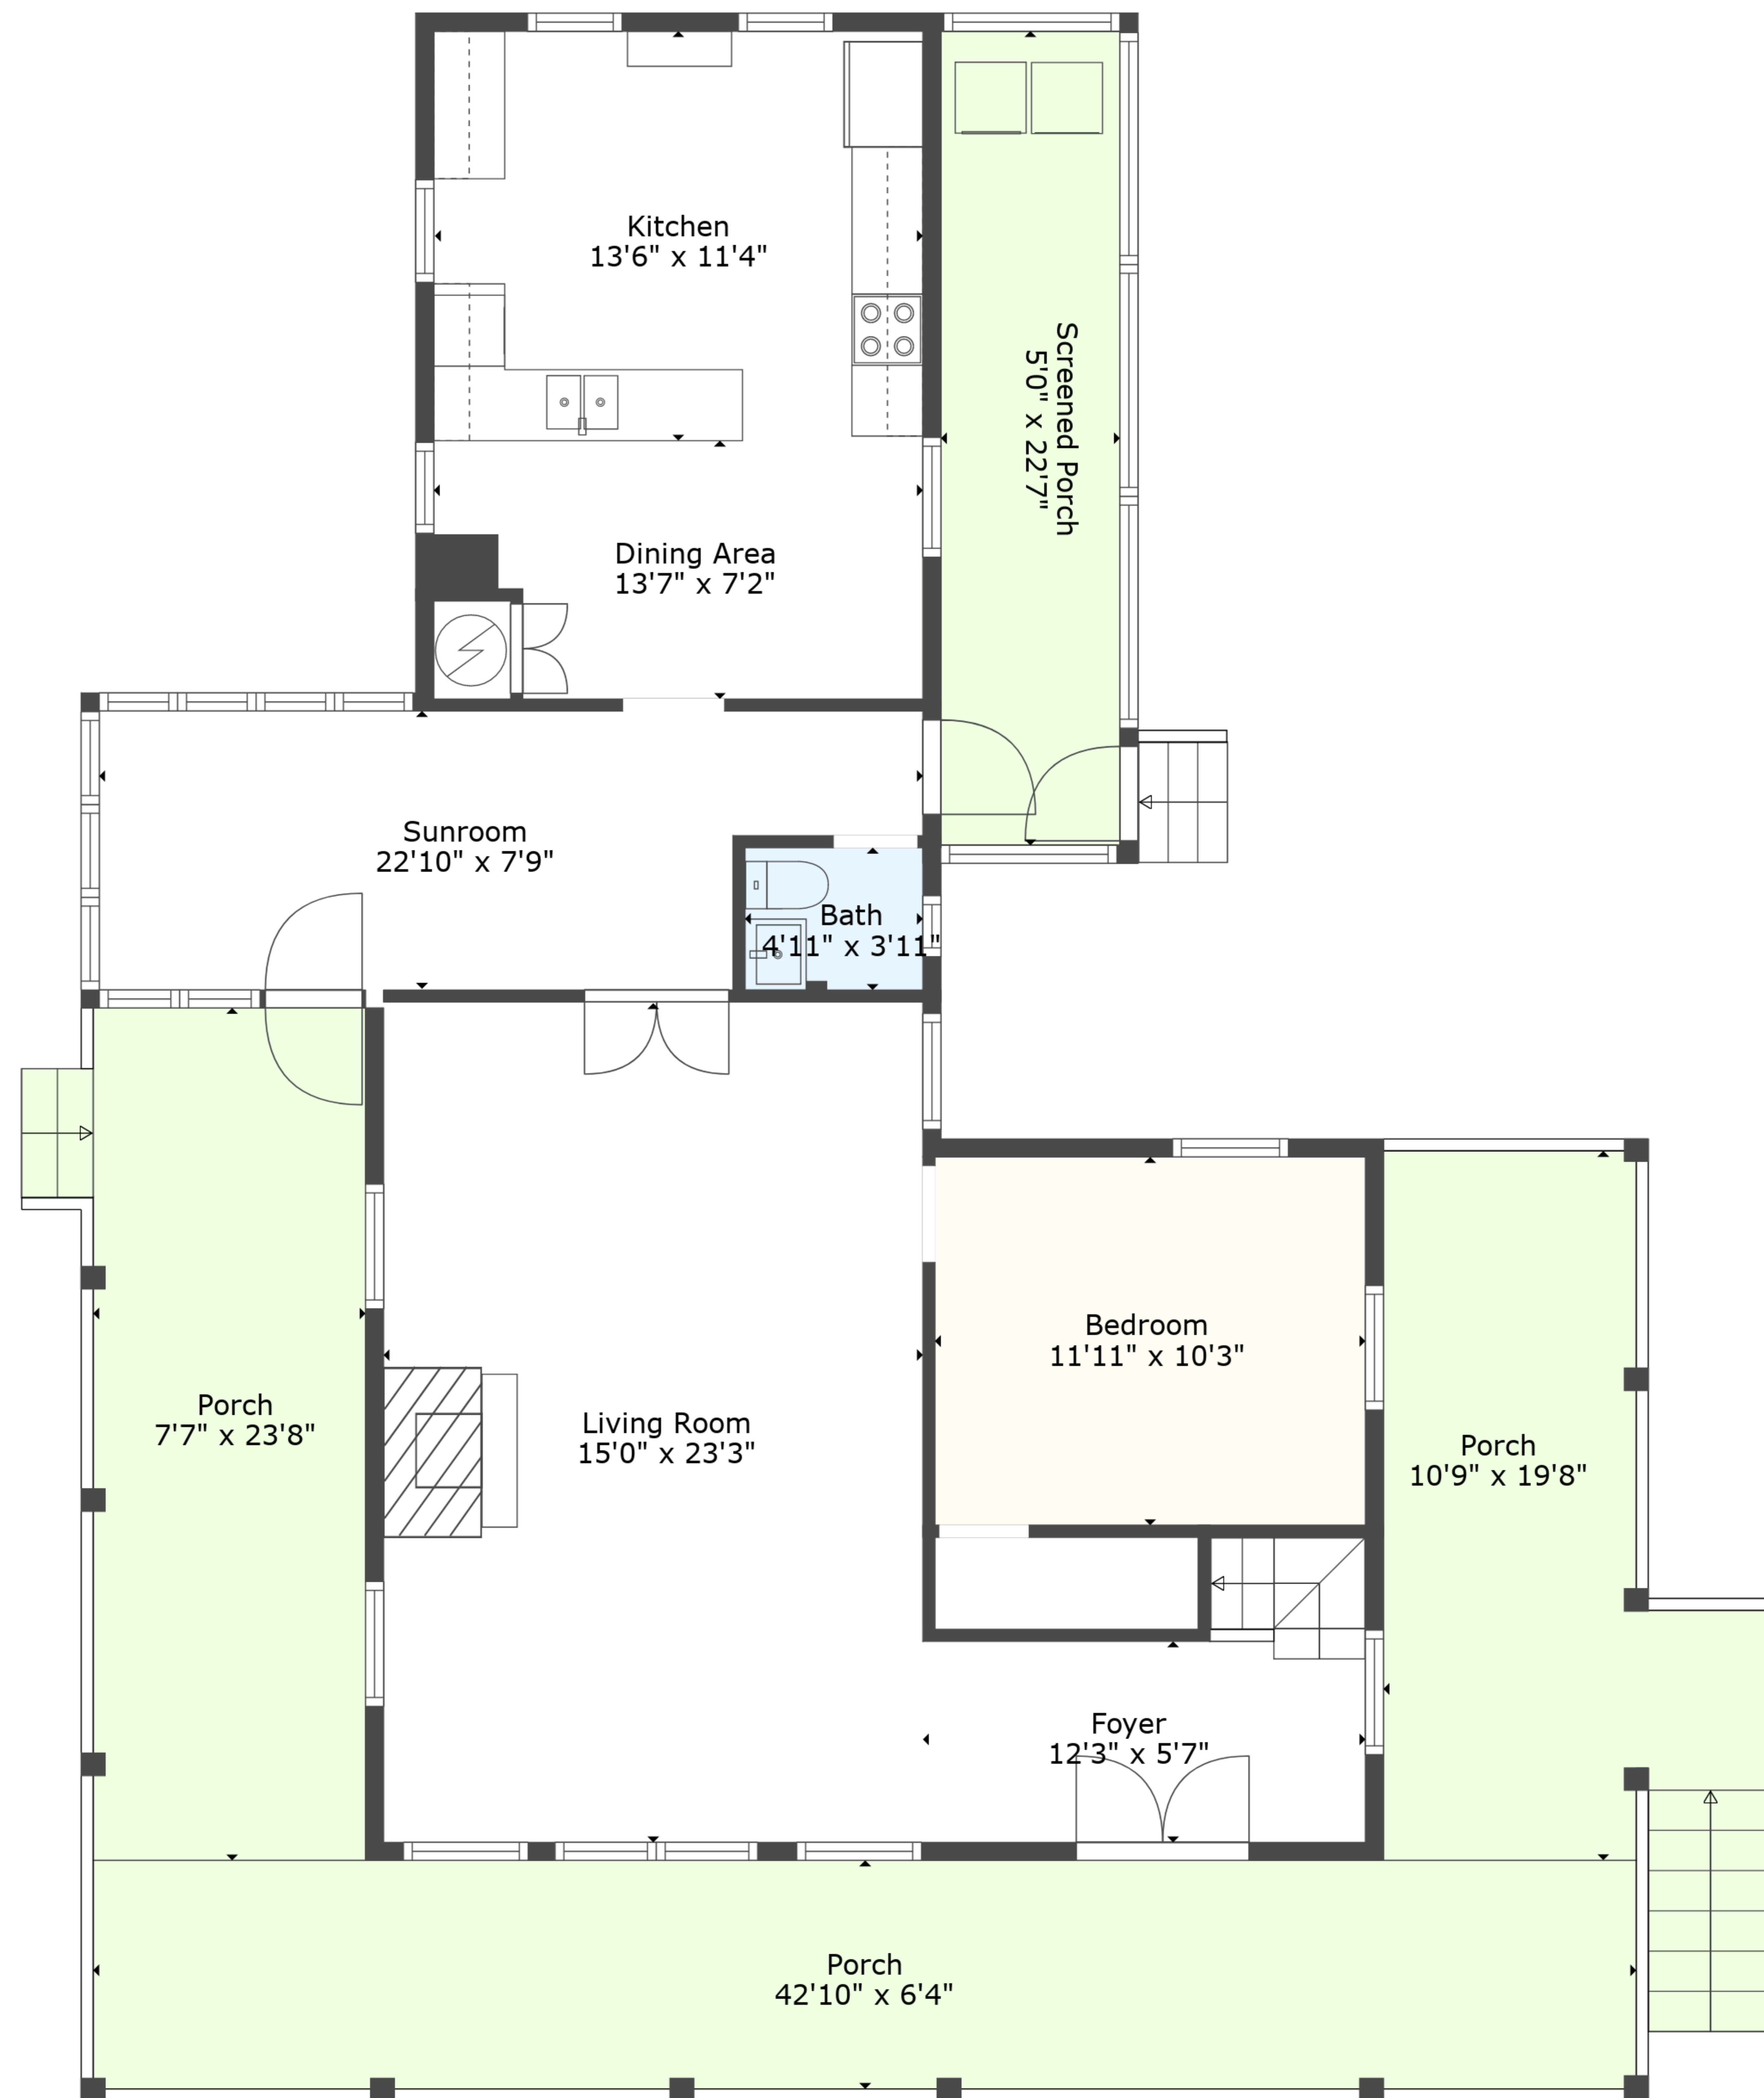 Kitchen
13'6" x 11'4"
Screened Porch
5'0" x 22'7"
Dining Area
13'7" x 7'2"
Sunroom
22'10" x 7'9"
Bath
4'11" x 3'11"
Bedroom
11'11" x 10'3"
Porch
7'7" x 23'8"
Living Room
15'0" x 23'3"
Porch
10'9" x 19'8"
Foyer
12'3" x 5'7"
Porch
42'10" x 6'4"